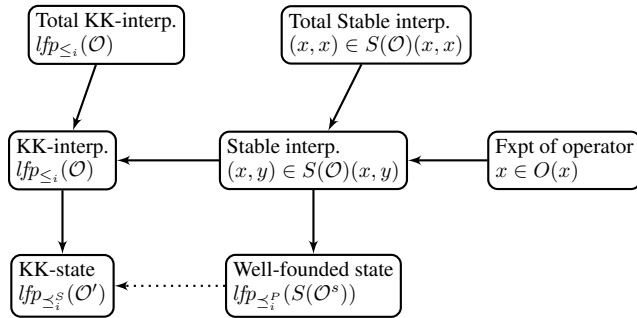 Total KK-interp.
lfp≤ᵢ(𝒪)
Total Stable interp.
(x, x) ∈ S(𝒪)(x, x)
KK-interp.
lfp≤ᵢ(𝒪)
Stable interp.
(x, y) ∈ S(𝒪)(x, y)
Fxpt of operator
x ∈ O(x)
KK-state
lfp⪯ᵢˢ(𝒪′)
Well-founded state
lfp⪯ᵢᴾ(S(𝒪ˢ))